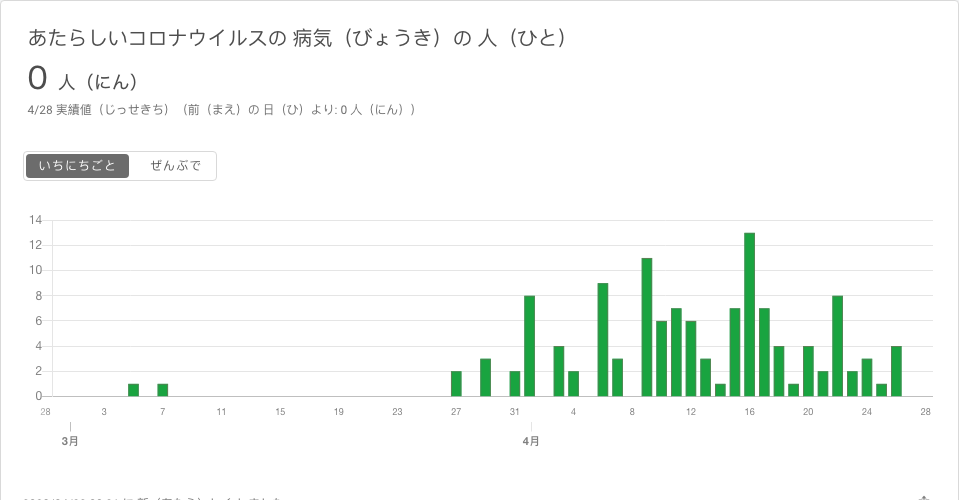 あたらしいコロナウイルスの 病気（びょうき）の 人（ひと）
0 人（にん）
4/28 実績値（じっせきち）（前（まえ）の 日（ひ）より: 0 人（にん））
いちにちごと ぜんぶで
14
12
10
8
6
4
2
0
28 3 7 11 15 19 23 27 31 4 8 12 16 20 24 28
3月 4月